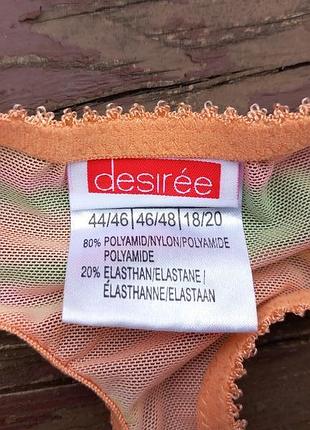 desirée
44/46 | 46/48 | 18/20
80% POLYAMID/NYLON/POLYAMIDE
POLYAMIDE
20% ELASTHAN/ELASTANE/
ÉLASTHANNE/ELASTAAN